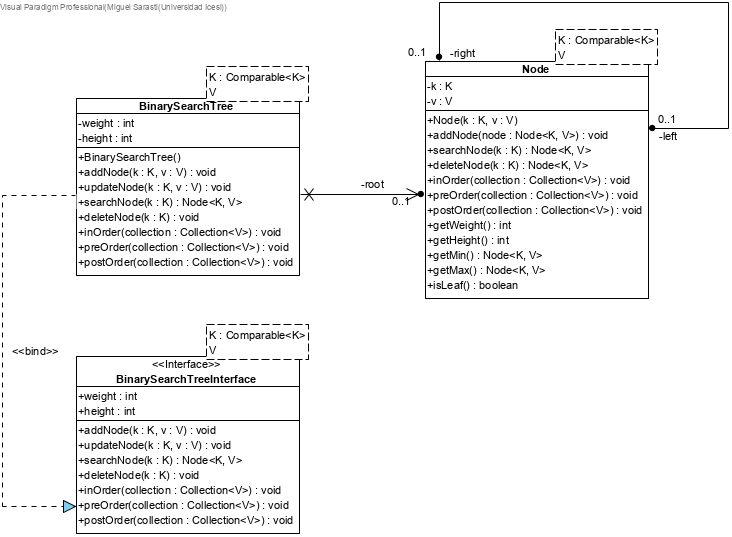 Visual Paradigm Professional(Miguel Sarasti(Universidad Icesi))
K : Comparable<K>
V
BinarySearchTree
-weight : int
-height : int
+BinarySearchTree()
+addNode(k : K, v : V) : void
+updateNode(k : K, v : V) : void
+searchNode(k : K) : Node<K, V>
+deleteNode(k : K) : void
+inOrder(collection : Collection<V>) : void
+preOrder(collection : Collection<V>) : void
+postOrder(collection : Collection<V>) : void
-root
0..1
0..1
-right
K : Comparable<K>
V
Node
-k : K
-v : V
+Node(k : K, v : V)
+addNode(node : Node<K, V>) : void
+searchNode(k : K) : Node<K, V>
+deleteNode(k : K) : Node<K, V>
+inOrder(collection : Collection<V>) : void
+preOrder(collection : Collection<V>) : void
+postOrder(collection : Collection<V>) : void
+getWeight() : int
+getHeight() : int
+getMin() : Node<K, V>
+getMax() : Node<K, V>
+isLeaf() : boolean
0..1
-left
<<bind>>
K : Comparable<K>
V
<<Interface>>
BinarySearchTreeInterface
+weight : int
+height : int
+addNode(k : K, v : V) : void
+updateNode(k : K, v : V) : void
+searchNode(k : K) : Node<K, V>
+deleteNode(k : K) : void
+inOrder(collection : Collection<V>) : void
+preOrder(collection : Collection<V>) : void
+postOrder(collection : Collection<V>) : void